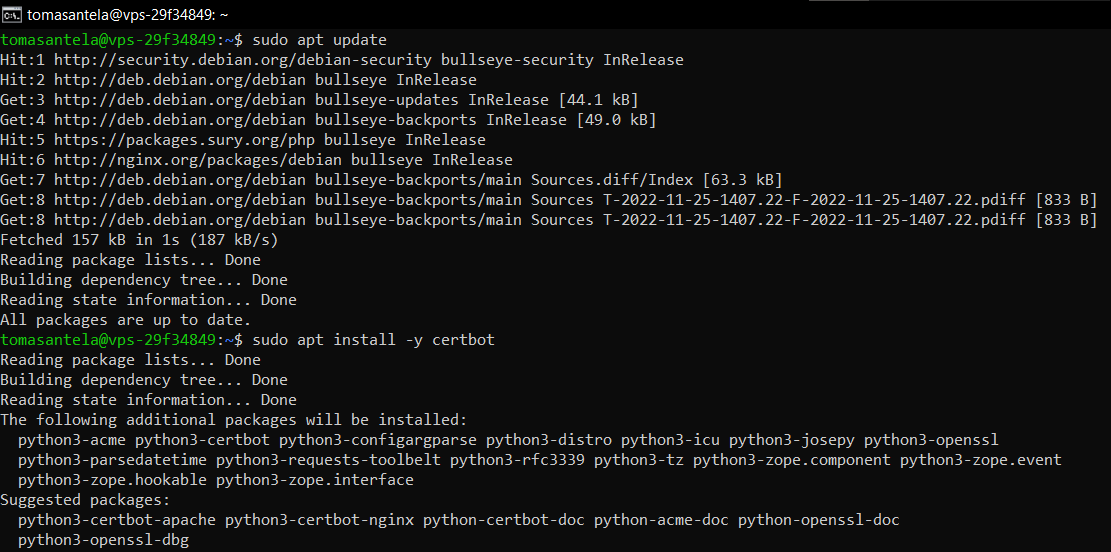 tomasantela@vps-29f34849: ~
tomasantela@vps-29f34849:~$ sudo apt update
Hit:1 http://security.debian.org/debian-security bullseye-security InRelease
Hit:2 http://deb.debian.org/debian bullseye InRelease
Get:3 http://deb.debian.org/debian bullseye-updates InRelease [44.1 kB]
Get:4 http://deb.debian.org/debian bullseye-backports InRelease [49.0 kB]
Hit:5 https://packages.sury.org/php bullseye InRelease
Hit:6 http://nginx.org/packages/debian bullseye InRelease
Get:7 http://deb.debian.org/debian bullseye-backports/main Sources.diff/Index [63.3 kB]
Get:8 http://deb.debian.org/debian bullseye-backports/main Sources T-2022-11-25-1407.22-F-2022-11-25-1407.22.pdiff [833 B]
Get:8 http://deb.debian.org/debian bullseye-backports/main Sources T-2022-11-25-1407.22-F-2022-11-25-1407.22.pdiff [833 B]
Fetched 157 kB in 1s (187 kB/s)
Reading package lists... Done
Building dependency tree... Done
Reading state information... Done
All packages are up to date.
tomasantela@vps-29f34849:~$ sudo apt install -y certbot
Reading package lists... Done
Building dependency tree... Done
Reading state information... Done
The following additional packages will be installed:
  python3-acme python3-certbot python3-configargparse python3-distro python3-icu python3-josepy python3-openssl
  python3-parsedatetime python3-requests-toolbelt python3-rfc3339 python3-tz python3-zope.component python3-zope.event
  python3-zope.hookable python3-zope.interface
Suggested packages:
  python3-certbot-apache python3-certbot-nginx python-certbot-doc python-acme-doc python-openssl-doc
  python3-openssl-dbg